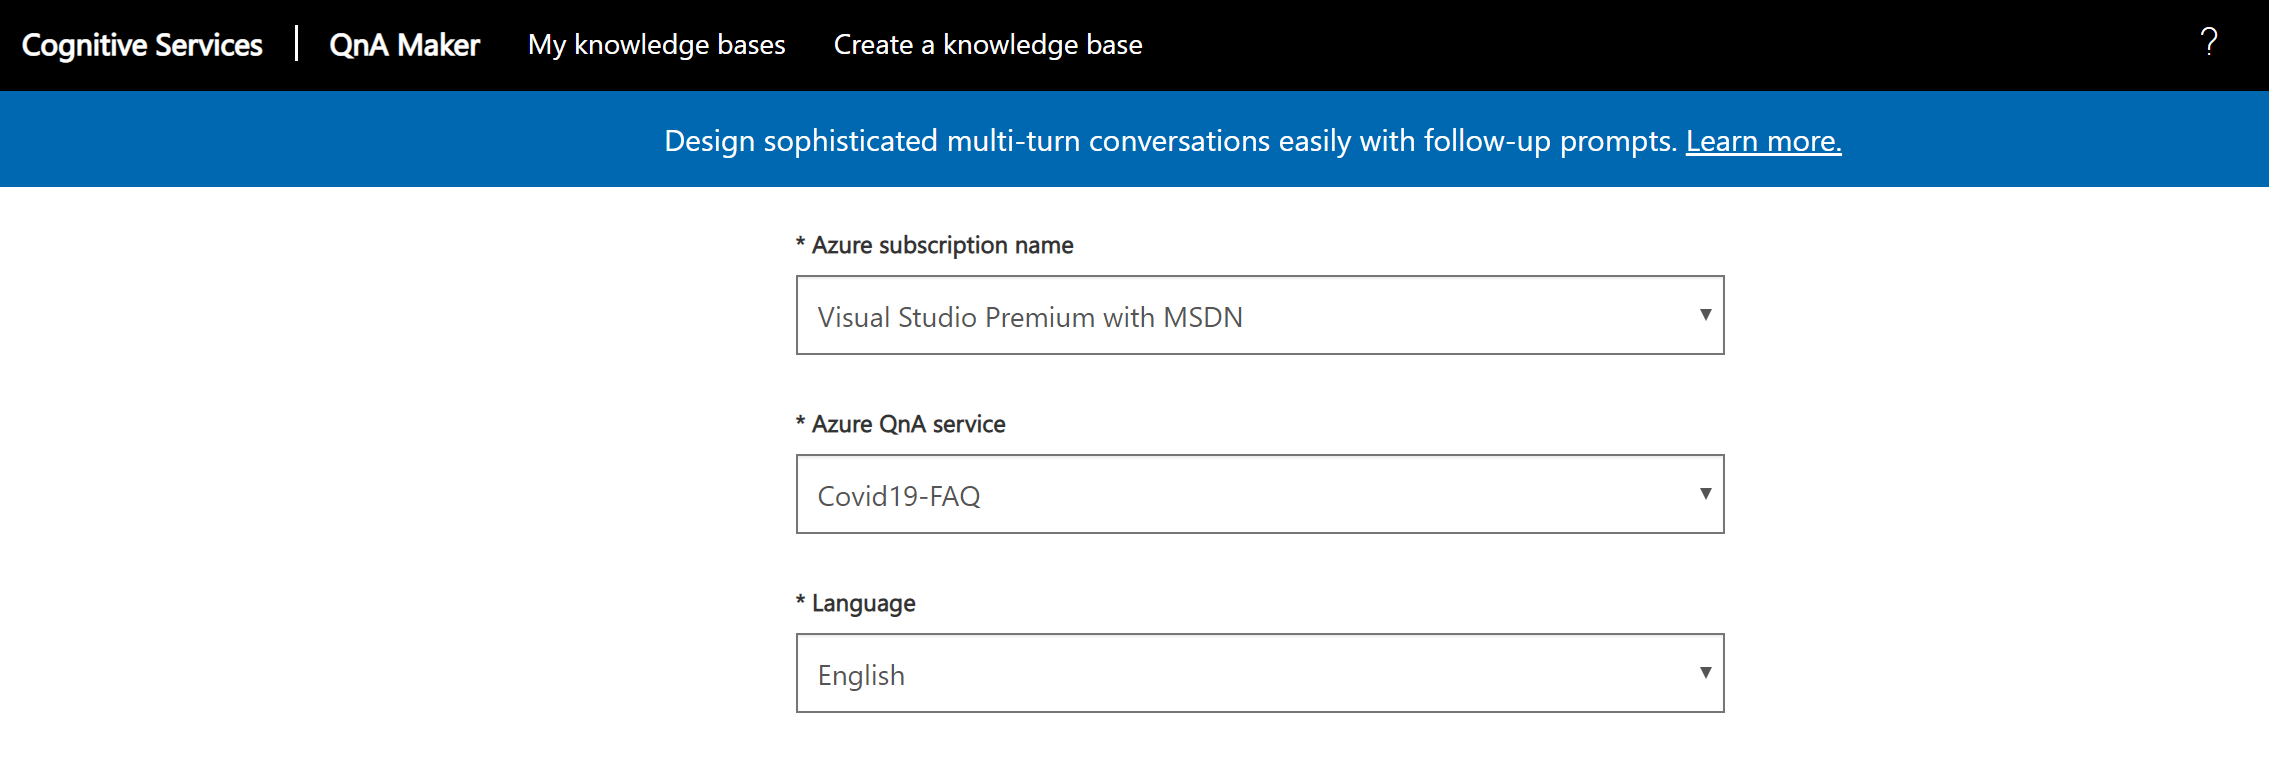 Cognitive Services | QnA Maker My knowledge bases Create a knowledge base ?
Design sophisticated multi-turn conversations easily with follow-up prompts. Learn more.
* Azure subscription name
Visual Studio Premium with MSDN
* Azure QnA service
Covid19-FAQ
* Language
English